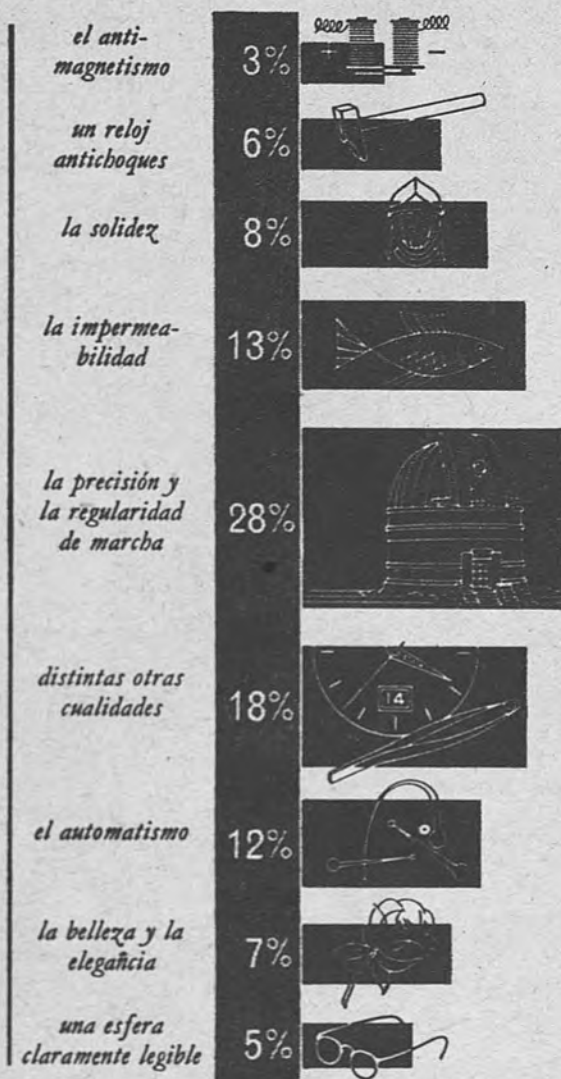 el anti-
magnetismo
3%
+ −
un reloj
antichoques
6%
la solidez
8%
la impermea-
bilidad
13%
la precisión y
la regularidad
de marcha
28%
distintas otras
cualidades
18%
14
el automatismo
12%
la belleza y la
elegancia
7%
una esfera
claramente legible
5%